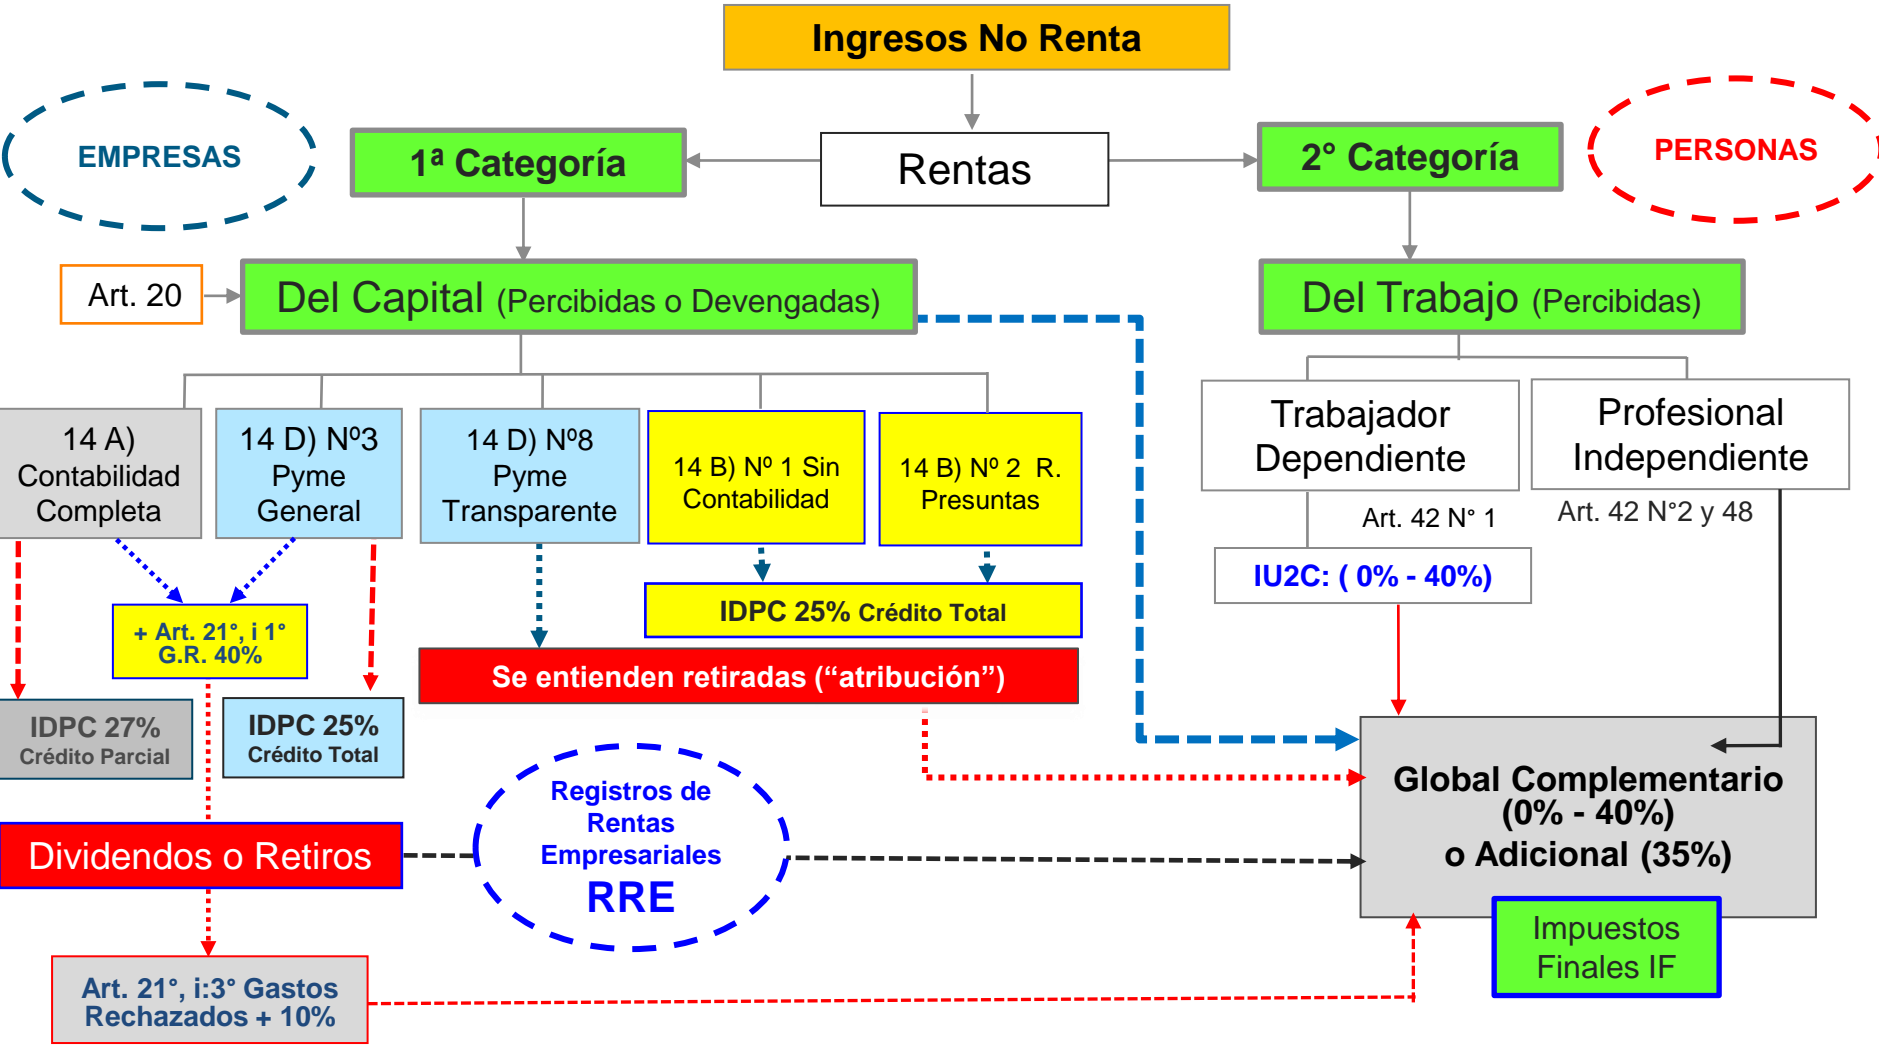 Ingresos No Renta
EMPRESAS
1ª Categoría
Rentas
2° Categoría
PERSONAS
Art. 20
Del Capital (Percibidas o Devengadas)
Del Trabajo (Percibidas)
14 A)
Contabilidad
Completa
14 D) Nº3
Pyme
General
14 D) Nº8
Pyme
Transparente
14 B) Nº 1 Sin
Contabilidad
14 B) Nº 2 R.
Presuntas
Trabajador
Dependiente
Profesional
Independiente
Art. 42 N° 1
Art. 42 N°2 y 48
IU2C: ( 0% - 40%)
+ Art. 21°, i 1°
G.R. 40%
IDPC 25% Crédito Total
Se entienden retiradas (“atribución”)
IDPC 27%
Crédito Parcial
IDPC 25%
Crédito Total
Registros de
Rentas
Empresariales
RRE
Dividendos o Retiros
Global Complementario
(0% - 40%)
o Adicional (35%)
Impuestos
Finales IF
Art. 21°, i:3° Gastos
Rechazados + 10%